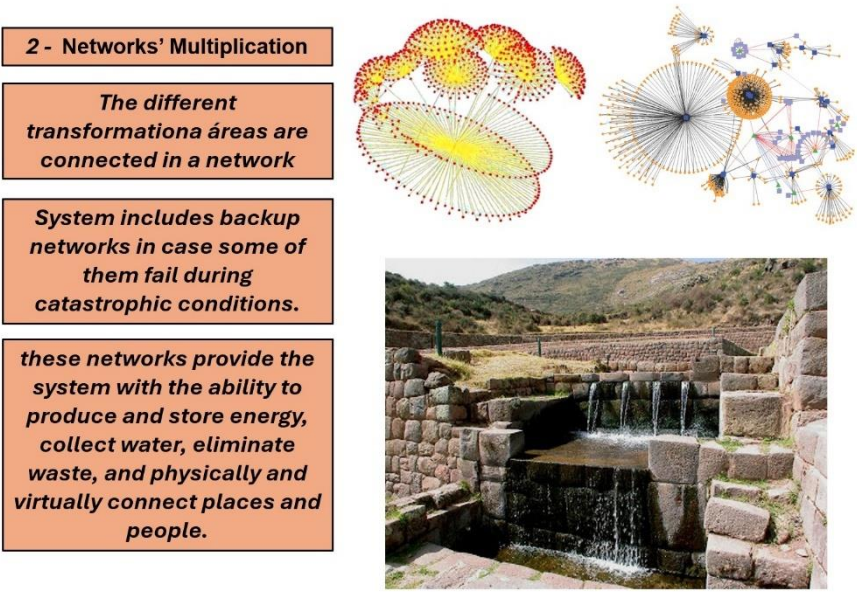 2 - Networks' Multiplication
The different
transformationa áreas are
connected in a network
System includes backup
networks in case some of
them fail during
catastrophic conditions.
these networks provide the
system with the ability to
produce and store energy,
collect water, eliminate
waste, and physically and
virtually connect places and
people.